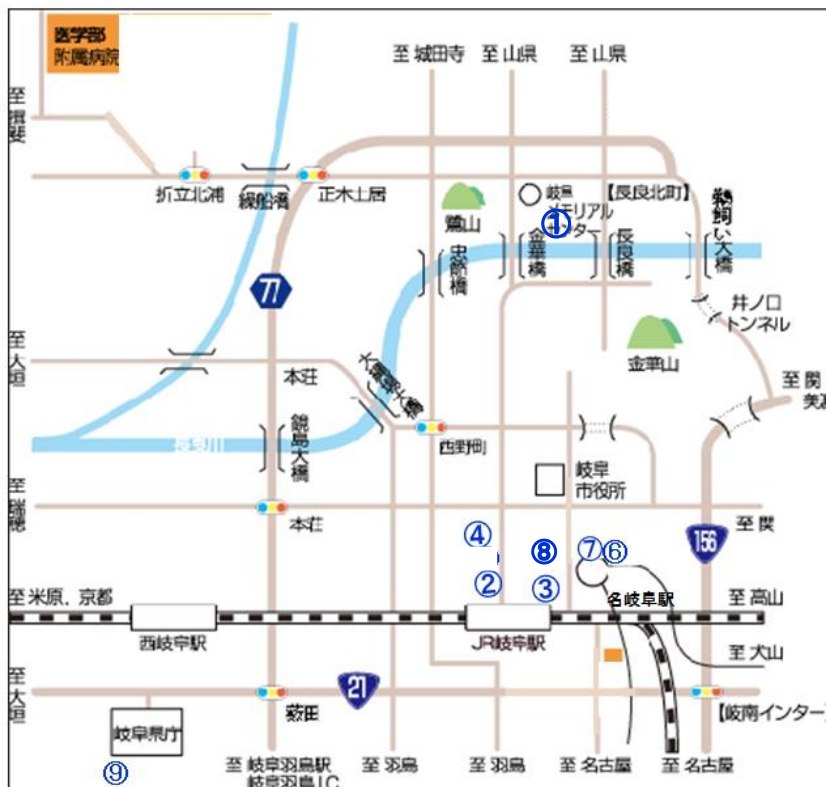 医学部
附属病院
至 城田寺
至 山県
至 山県
至 揖斐
折立北浦
繰船橋
正木土居
鷺山
岐阜
メモリアル
センター
①
【長良北町】
鵜飼い大橋
忠節橋
金華橋
長良橋
77
井ノ口
トンネル
金華山
至 大垣
本荘
大縄場大橋
至 関
美濃
長良川
鏡島大橋
西野町
岐阜
市役所
至 瑞穂
本荘
④
⑧
⑦
⑥
156
至 関
②
③
名岐阜駅
至 米原、京都
至 高山
西岐阜駅
JR岐阜駅
至 犬山
至 大垣
21
薮田
【岐南インター】
岐阜県庁
⑨
至 岐阜羽島駅
岐阜羽島I.C
至 羽島
至 羽島
至 名古屋
至 名古屋